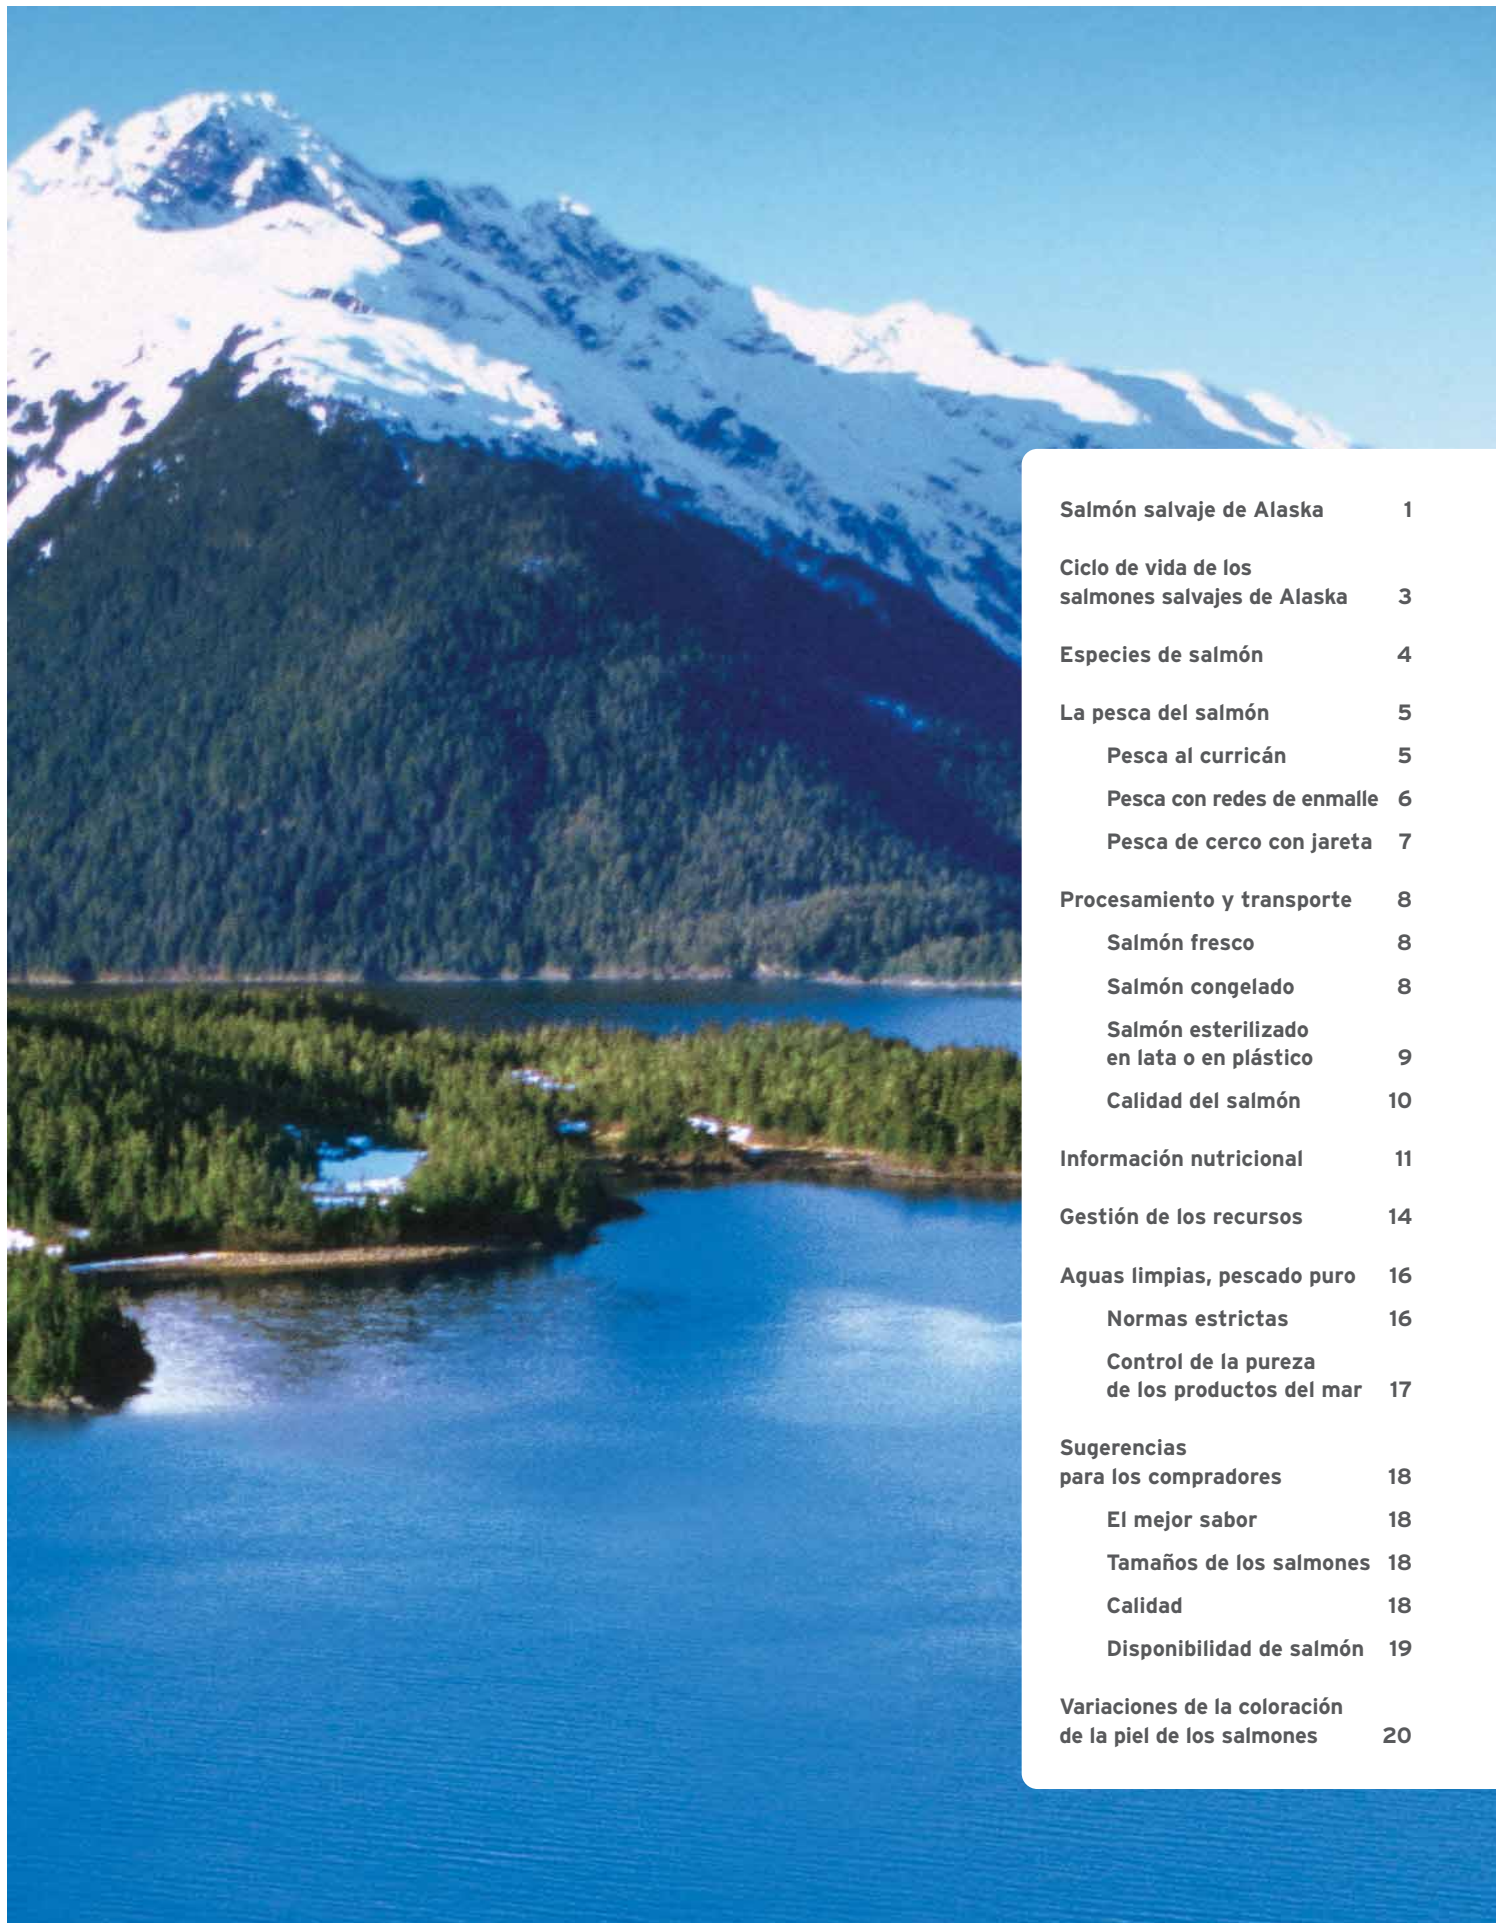 Salmón salvaje de Alaska 1
Ciclo de vida de los
salmones salvajes de Alaska 3
Especies de salmón 4
La pesca del salmón 5
Pesca al curricán 5
Pesca con redes de enmalle 6
Pesca de cerco con jareta 7
Procesamiento y transporte 8
Salmón fresco 8
Salmón congelado 8
Salmón esterilizado
en lata o en plástico 9
Calidad del salmón 10
Información nutricional 11
Gestión de los recursos 14
Aguas limpias, pescado puro 16
Normas estrictas 16
Control de la pureza
de los productos del mar 17
Sugerencias
para los compradores 18
El mejor sabor 18
Tamaños de los salmones 18
Calidad 18
Disponibilidad de salmón 19
Variaciones de la coloración
de la piel de los salmones 20